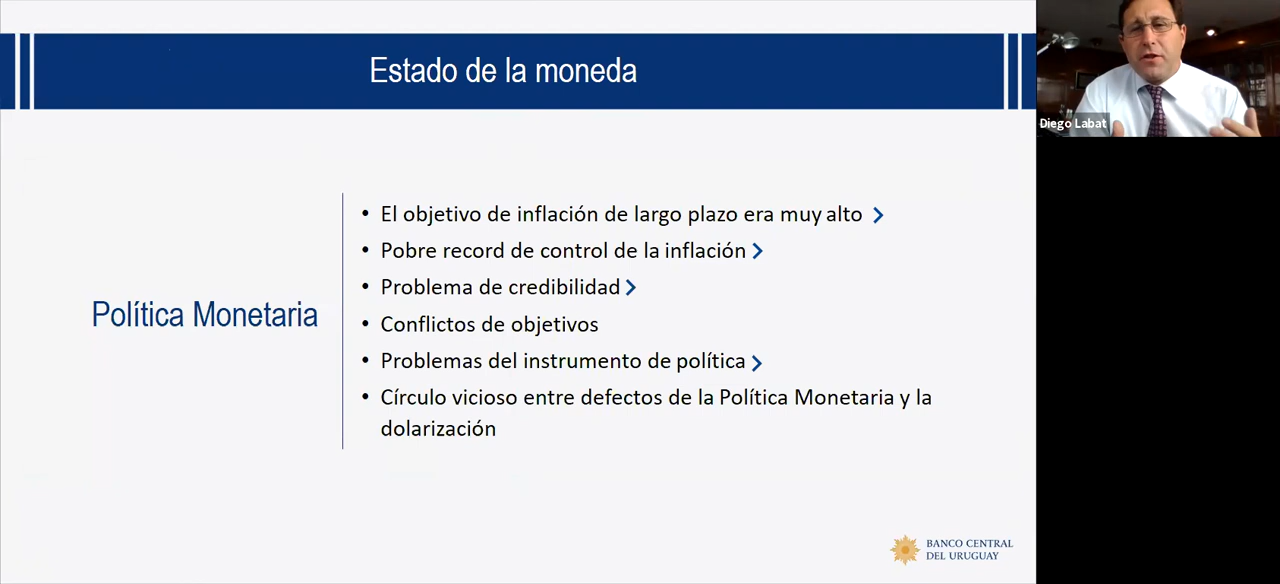 Estado de la moneda
Diego Labat
Política Monetaria
• El objetivo de inflación de largo plazo era muy alto
• Pobre record de control de la inflación
• Problema de credibilidad
• Conflictos de objetivos
• Problemas del instrumento de política
• Círculo vicioso entre defectos de la Política Monetaria y la
dolarización
BANCO CENTRAL
DEL URUGUAY